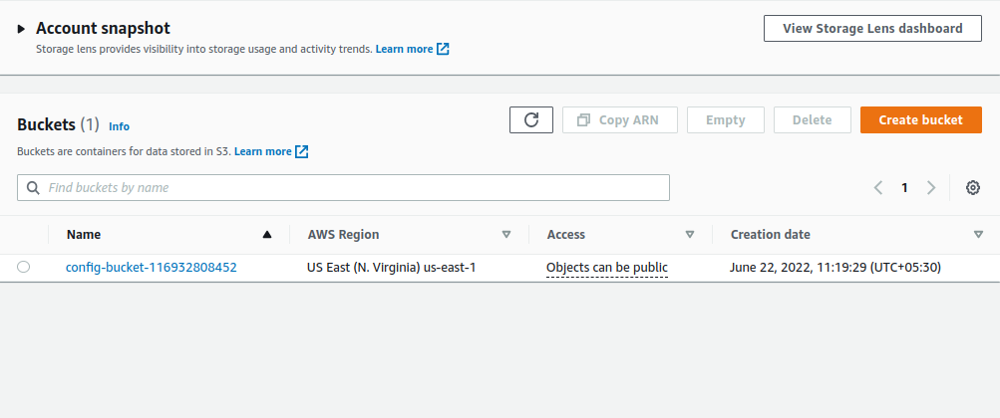 Account snapshot
Storage lens provides visibility into storage usage and activity trends. Learn more
View Storage Lens dashboard
Buckets (1) Info
Copy ARN
Empty
Delete
Create bucket
Buckets are containers for data stored in S3. Learn more
Find buckets by name
1
Name AWS Region Access Creation date
config-bucket-116932808452 US East (N. Virginia) us-east-1 Objects can be public June 22, 2022, 11:19:29 (UTC+05:30)